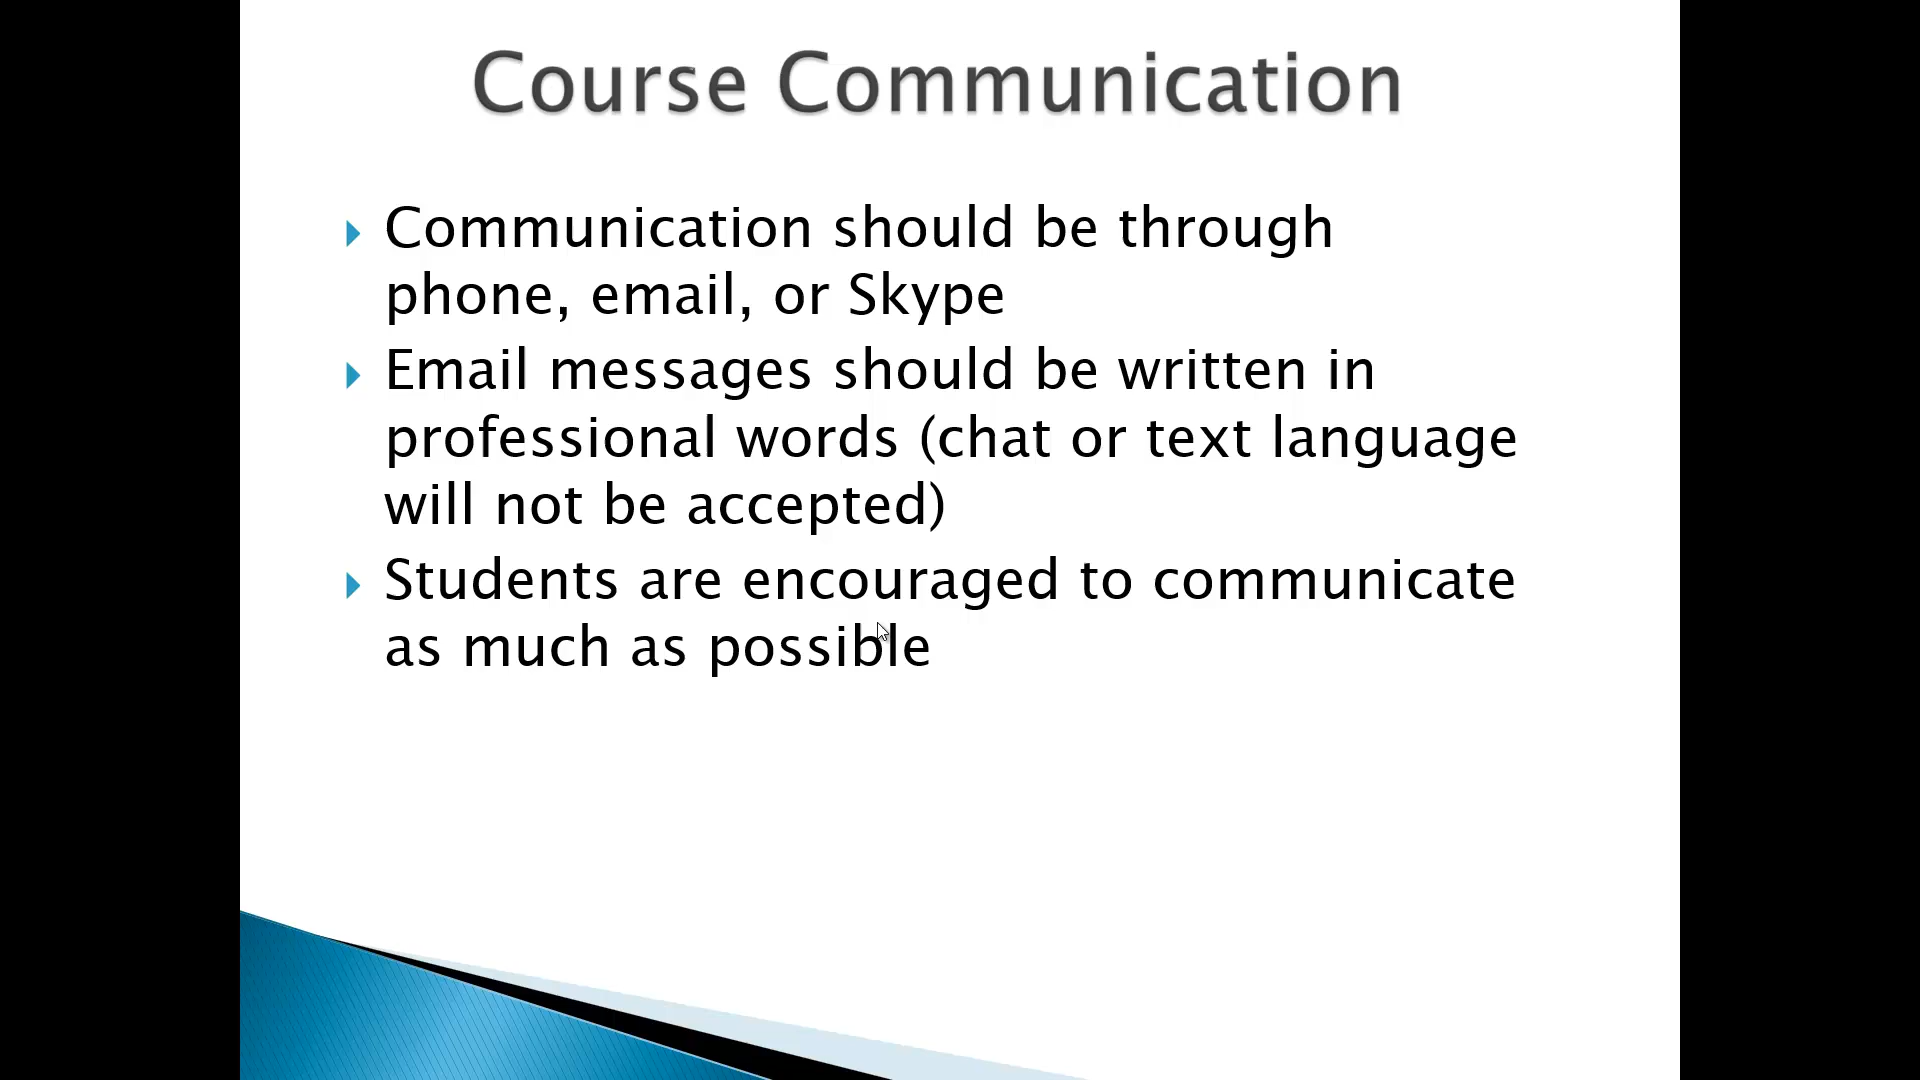 Course Communication
Communication should be through
phone, email, or Skype
Email messages should be written in
professional words (chat or text language
will not be accepted)
Students are encouraged to communicate
as much as possible